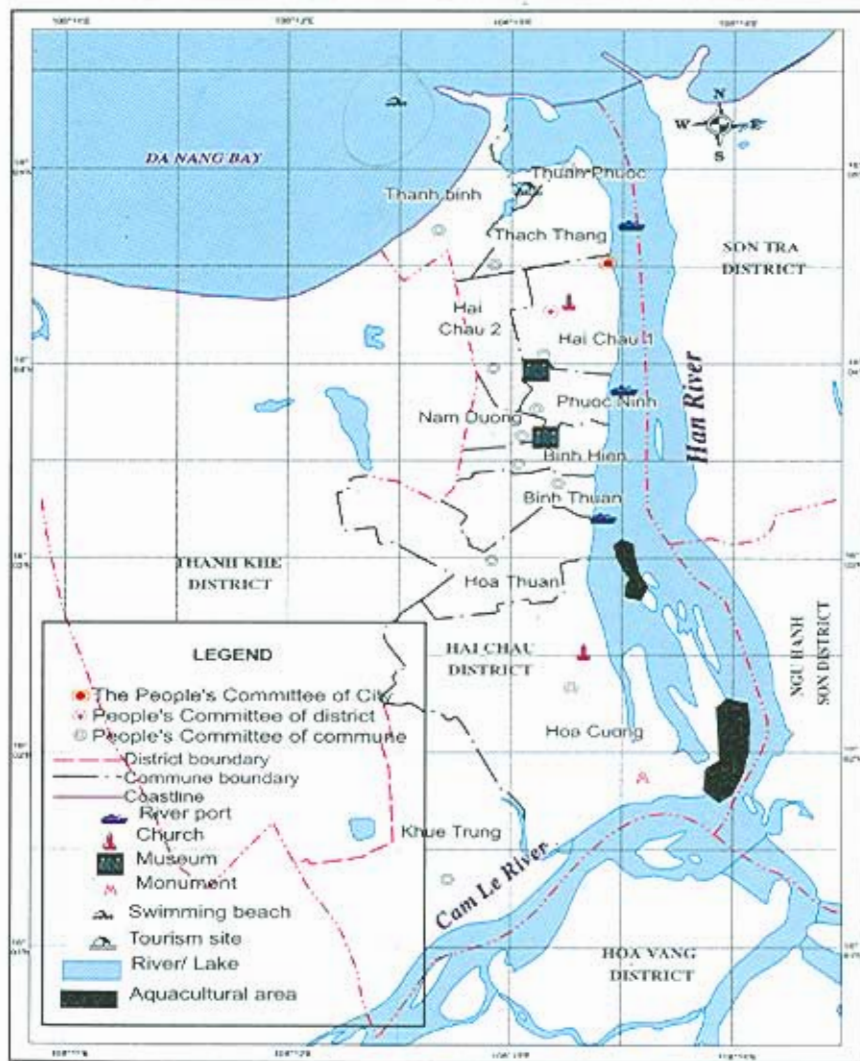 N
W E
S
DA NANG BAY
Thuan Phuoc
Thanh binh
Thach Thang
SON TRA
DISTRICT
Hai
Chau 2
Hai Chau 1
Han River
Nam Duong
Phuoc Ninh
Binh Hien
Binh Thuan
THANH KHE
DISTRICT
Hoa Thuan
HAI CHAU
DISTRICT
NGU HANH
SON DISTRICT
Hoa Cuong
Khue Trung
Cam Le River
HOA VANG
DISTRICT
LEGEND
The People's Committee of City
People's Committee of district
People's Committee of commune
District boundary
Commune boundary
Coastline
River port
Church
Museum
Monument
Swimming beach
Tourism site
River/ Lake
Aquacultural area